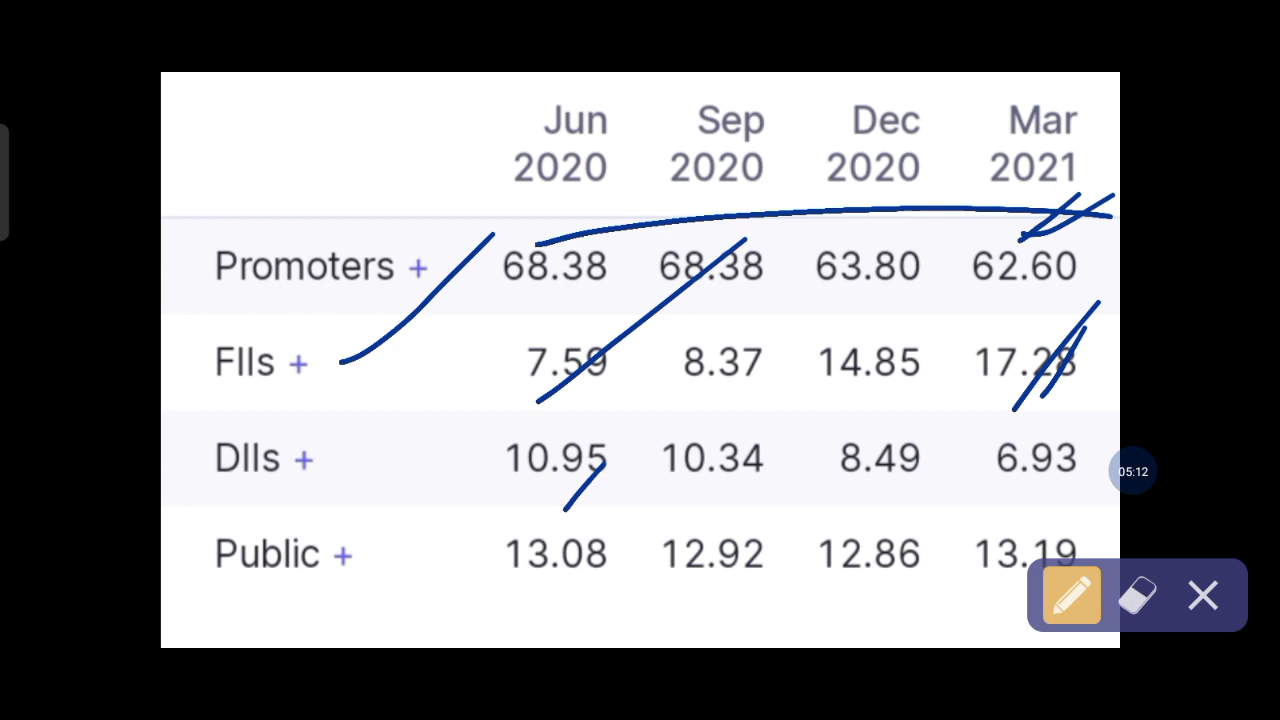 Jun Sep Dec Mar
2020 2020 2020 2021
Promoters + 68.38 68.38 63.80 62.60
FIIs + 7.59 8.37 14.85 17.28
DIIs + 10.95 10.34 8.49 6.93
Public + 13.08 12.92 12.86 13.19
05:12